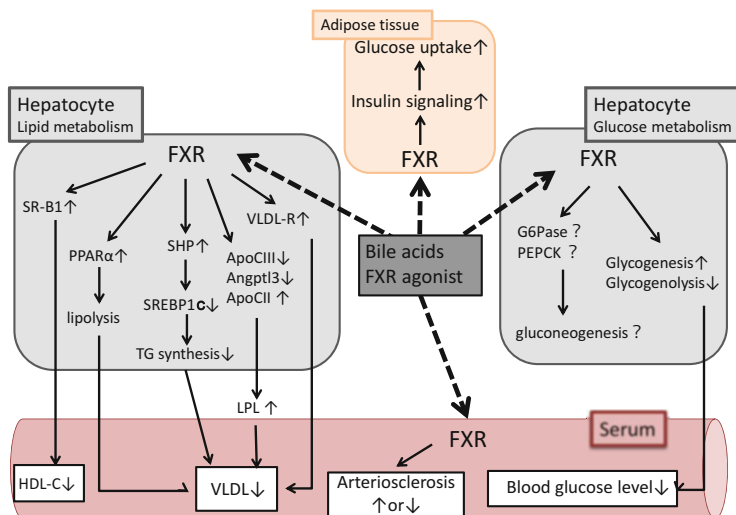 Adipose tissue
Glucose uptake↑
Insulin signaling↑
FXR
Hepatocyte
Lipid metabolism
FXR
SR-B1↑
PPARα↑
lipolysis
SHP↑
SREBP1c↓
TG synthesis↓
ApoCIII↓
Angptl3↓
ApoCII ↑
LPL ↑
VLDL-R↑
Bile acids
FXR agonist
Hepatocyte
Glucose metabolism
FXR
G6Pase ?
PEPCK ?
gluconeogenesis ?
Glycogenesis↑
Glycogenolysis↓
Serum
FXR
HDL-C↓
VLDL↓
Arteriosclerosis
↑or↓
Blood glucose level↓